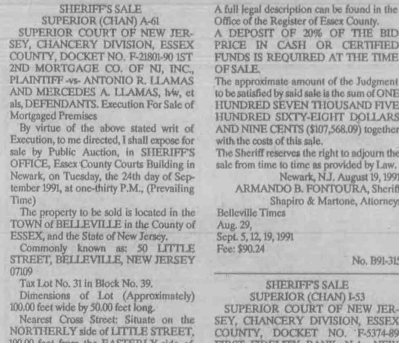 SHERIFF'S SALE
SUPERIOR (CHAN) A-61
SUPERIOR COURT OF NEW JER-
SEY, CHANCERY DIVISION, ESSEX
COUNTY, DOCKET NO. F-21801-90 1ST
2ND MORTGAGE CO. OF NJ, INC.,
PLAINTIFF -vs- ANTONIO R. LLAMAS
AND MERCEDES A. LLAMAS, h/w, et
als, DEFENDANTS. Execution For Sale of
Mortgaged Premises
By virtue of the above stated writ of
Execution, to me directed, I shall expose for
sale by Public Auction, in SHERIFF'S
OFFICE, Essex County Courts Building in
Newark, on Tuesday, the 24th day of Sep-
tember 1991, at one-thirty P.M., (Prevailing
Time)
The property to be sold is located in the
TOWN of BELLEVILLE in the County of
ESSEX, and the State of New Jersey.
Commonly known as: 50 LITTLE
STREET, BELLEVILLE, NEW JERSEY
07109
Tax Lot No. 31 in Block No. 39.
Dimensions of Lot (Approximately)
100.00 feet wide by 50.00 feet long.
Nearest Cross Street: Situate on the
NORTHERLY side of LITTLE STREET,
100.00 feet from the EASTERLY side of
A full legal description can be found in the
Office of the Register of Essex County.
A DEPOSIT OF 20% OF THE BID
PRICE IN CASH OR CERTIFIED
FUNDS IS REQUIRED AT THE TIME
OF SALE.
The approximate amount of the Judgment
to be satisfied by said sale is the sum of ONE
HUNDRED SEVEN THOUSAND FIVE
HUNDRED SIXTY-EIGHT DOLLARS
AND NINE CENTS ($107,568.09) together
with the costs of this sale.
The Sheriff reserves the right to adjourn the
sale from time to time as provided by Law.
Newark, N.J. August 19, 1991
ARMANDO B. FONTOURA, Sheriff
Shapiro & Martone, Attorneys
Belleville Times
Aug. 29,
Sept. 5, 12, 19, 1991
Fee: $90.24
No. B91-315
SHERIFF'S SALE
SUPERIOR (CHAN) I-53
SUPERIOR COURT OF NEW JER-
SEY, CHANCERY DIVISION, ESSEX
COUNTY, DOCKET NO. F-5374-89